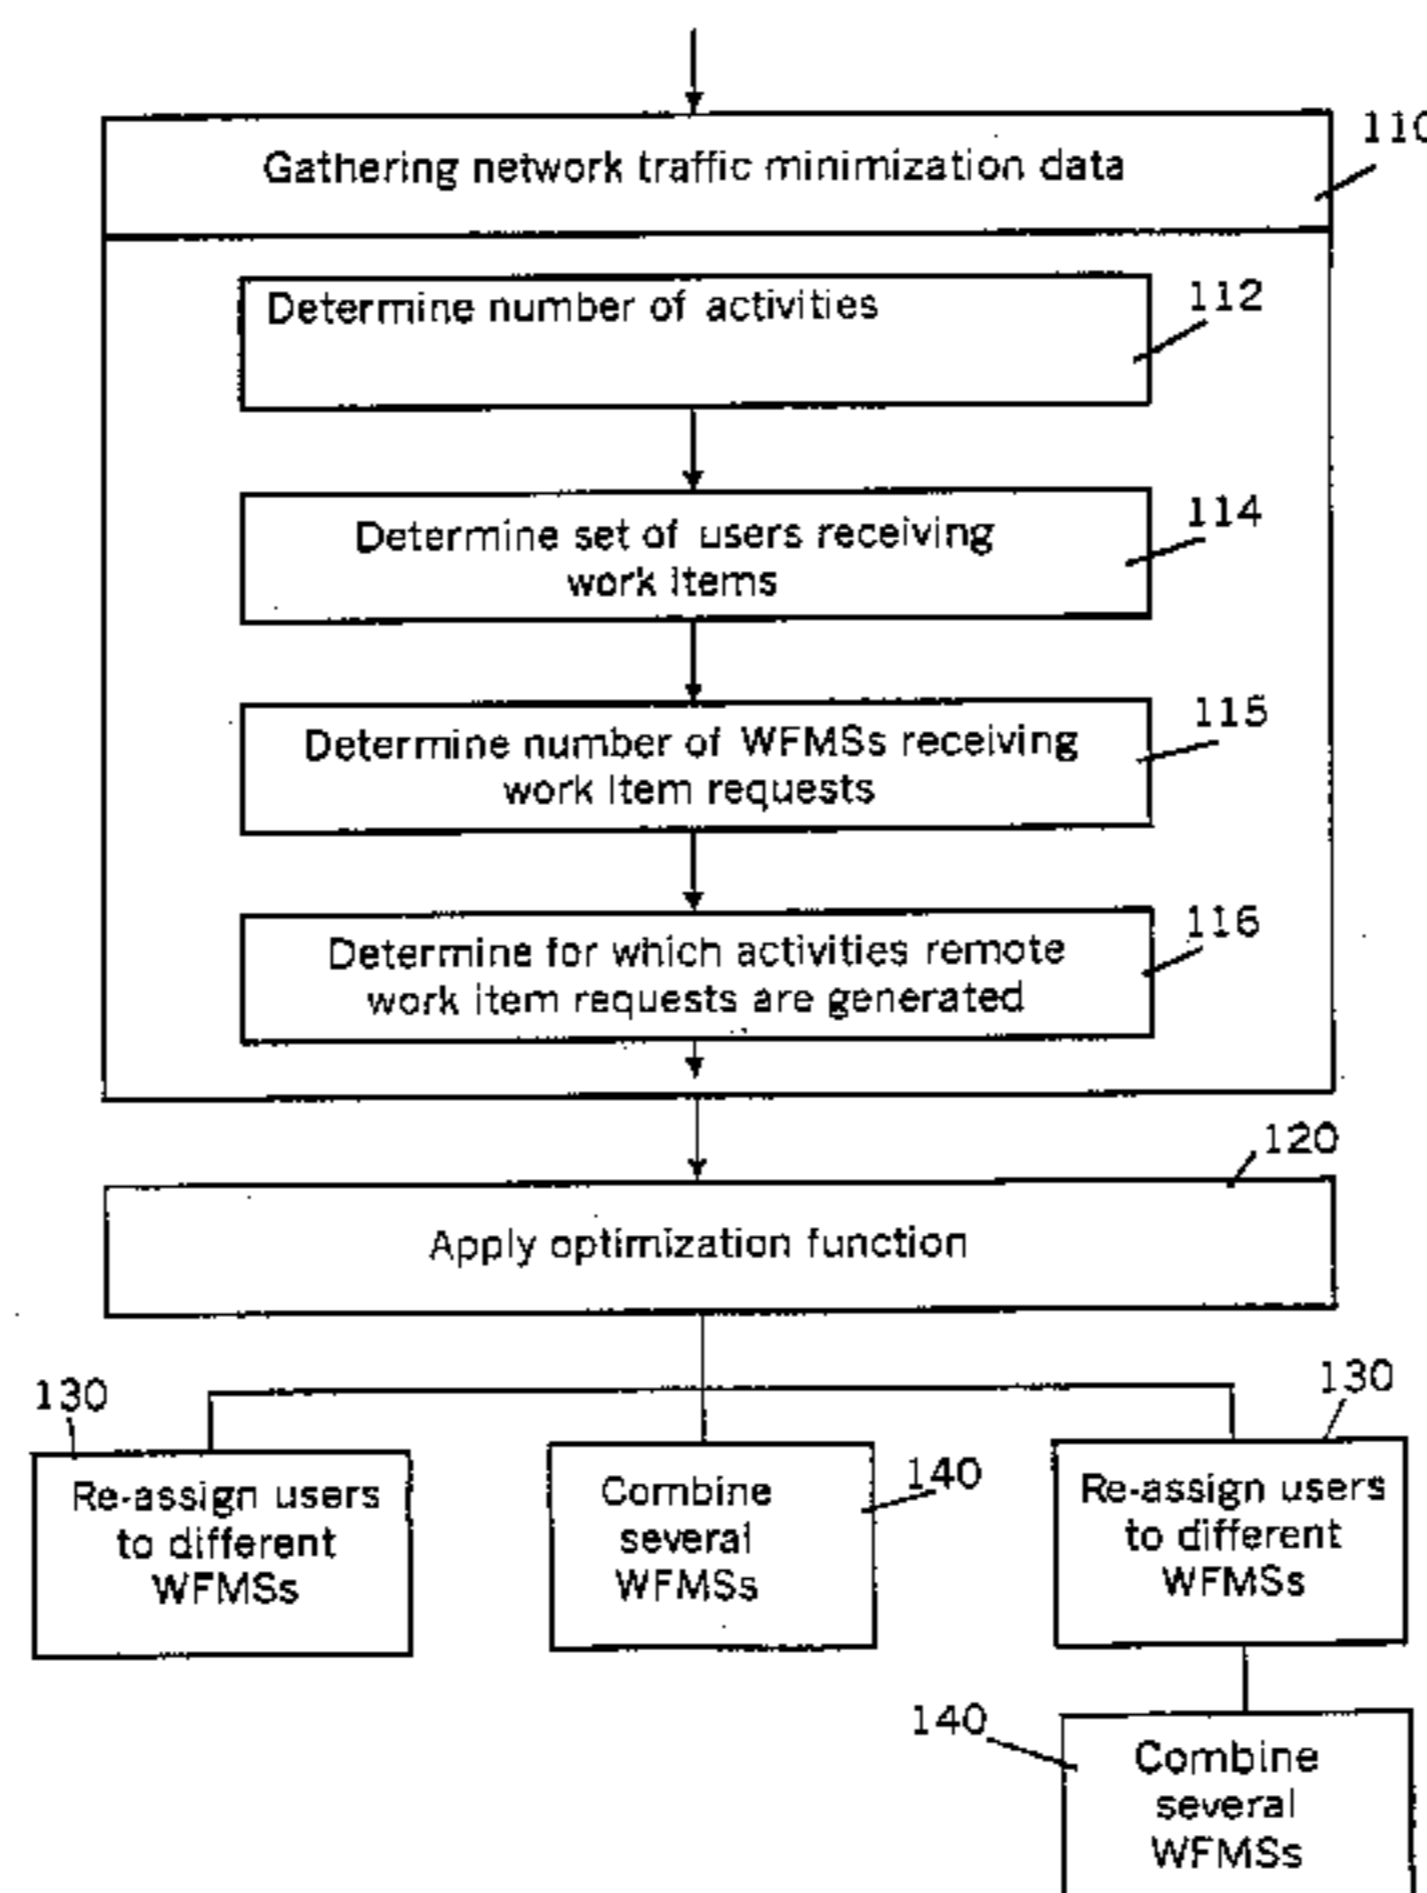 110
Gathering network traffic minimization data
112
Determine number of activities
114
Determine set of users receiving
work items
115
Determine number of WFMSs receiving
work item requests
116
Determine for which activities remote
work item requests are generated
120
Apply optimization function
130
Re-assign users
to different
WFMSs
140
Combine
several
WFMSs
130
Re-assign users
to different
WFMSs
140
Combine
several
WFMSs